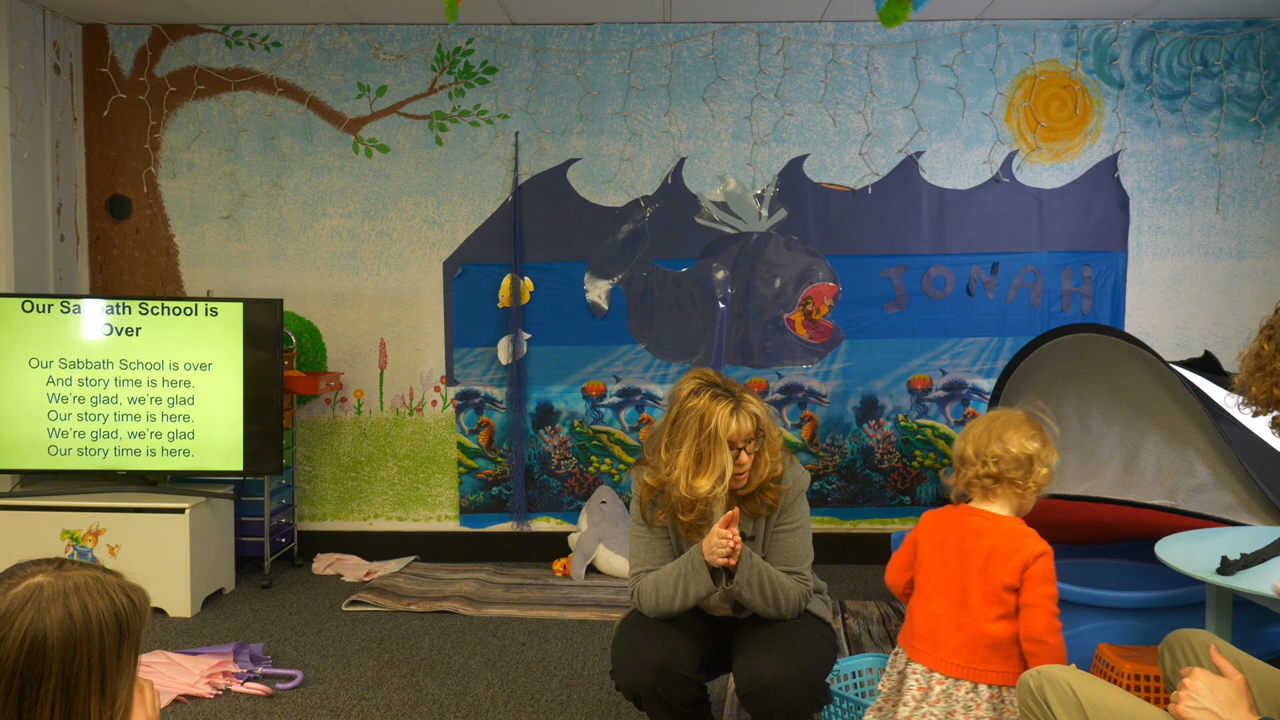 Our Sabbath School is
Over
Our Sabbath School is over
And story time is here.
We're glad, we're glad
Our story time is here.
We're glad, we're glad
Our story time is here.
JONAH